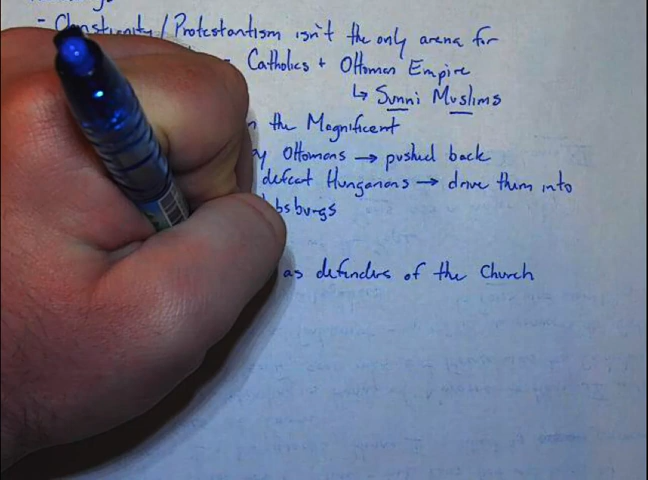 - Christianity/Protestantism isn't the only arena for
- Catholics + Ottoman Empire
↳ Sunni Muslims
the Magnificent
Ottomans → pushed back
defeat Hungarians → drive them into
as defenders of the Church